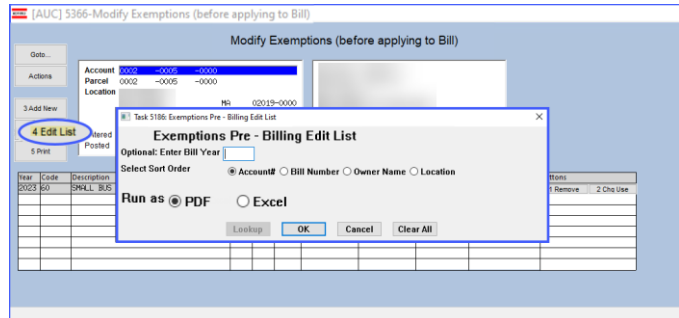 [AUC] 5366-Modify Exemptions (before applying to Bill)
Modify Exemptions (before applying to Bill)
Goto...
Actions
Account 0002 -0005 -0000
Parcel 0002 -0005 -0000
Location
MA 02019-0000
3 Add New
4 Edit List
5 Print
Posted
Task 5186: Exemptions Pre - Billing Edit List
Exemptions Pre - Billing Edit List
Optional: Enter Bill Year
Select Sort Order
Account# Bill Number Owner Name Location
Run as PDF Excel
Lookup OK Cancel Clear All
Year Code Description
2023 60 SMALL BUS
1 Remove 2 Chg Use